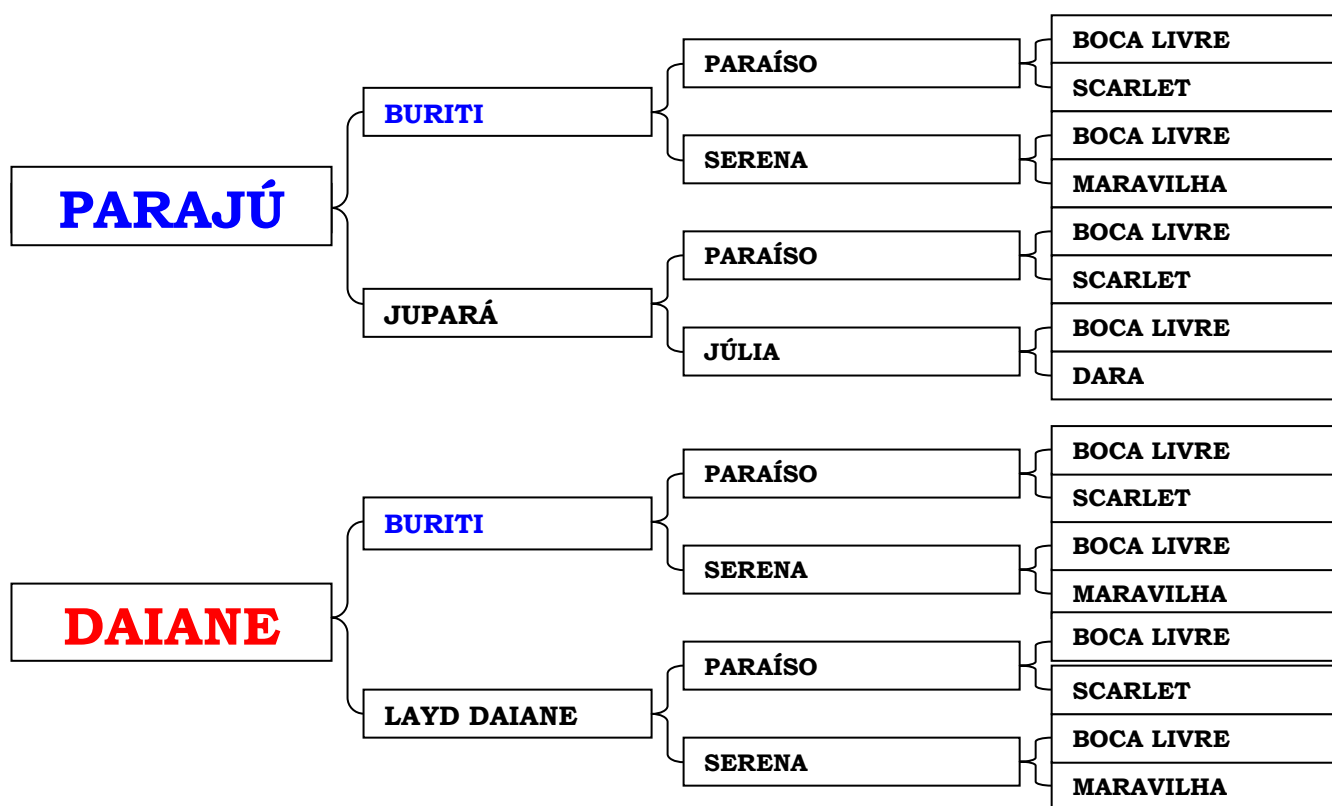 BOCA LIVRE
PARAÍSO
SCARLET
BURITI
BOCA LIVRE
SERENA
MARAVILHA
PARAJÚ
BOCA LIVRE
PARAÍSO
SCARLET
JUPARÁ
BOCA LIVRE
JÚLIA
DARA
BOCA LIVRE
PARAÍSO
SCARLET
BURITI
BOCA LIVRE
SERENA
MARAVILHA
DAIANE
BOCA LIVRE
PARAÍSO
SCARLET
LAYD DAIANE
BOCA LIVRE
SERENA
MARAVILHA